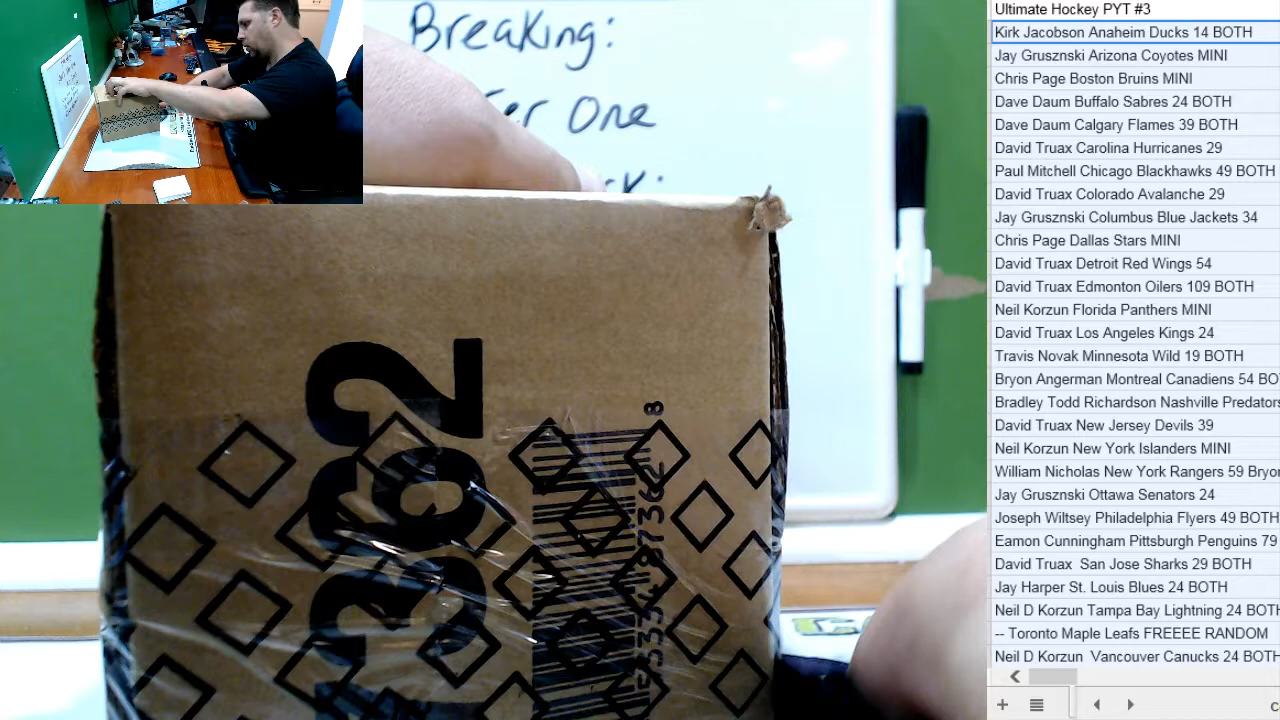 Breaking:
One
362
8
Ultimate Hockey PYT #3
Kirk Jacobson Anaheim Ducks 14 BOTH
Jay Grusznski Arizona Coyotes MINI
Chris Page Boston Bruins MINI
Dave Daum Buffalo Sabres 24 BOTH
Dave Daum Calgary Flames 39 BOTH
David Truax Carolina Hurricanes 29
Paul Mitchell Chicago Blackhawks 49 BOTH
David Truax Colorado Avalanche 29
Jay Grusznski Columbus Blue Jackets 34
Chris Page Dallas Stars MINI
David Truax Detroit Red Wings 54
David Truax Edmonton Oilers 109 BOTH
Neil Korzun Florida Panthers MINI
David Truax Los Angeles Kings 24
Travis Novak Minnesota Wild 19 BOTH
Bryon Angerman Montreal Canadiens 54 BO
Bradley Todd Richardson Nashville Predators
David Truax New Jersey Devils 39
Neil Korzun New York Islanders MINI
William Nicholas New York Rangers 59 Bryo
Jay Grusznski Ottawa Senators 24
Joseph Wiltsey Philadelphia Flyers 49 BOTH
Eamon Cunningham Pittsburgh Penguins 79
David Truax San Jose Sharks 29 BOTH
Jay Harper St. Louis Blues 24 BOTH
Neil D Korzun Tampa Bay Lightning 24 BOTH
-- Toronto Maple Leafs FREEEE RANDOM
Neil D Korzun Vancouver Canucks 24 BOTH